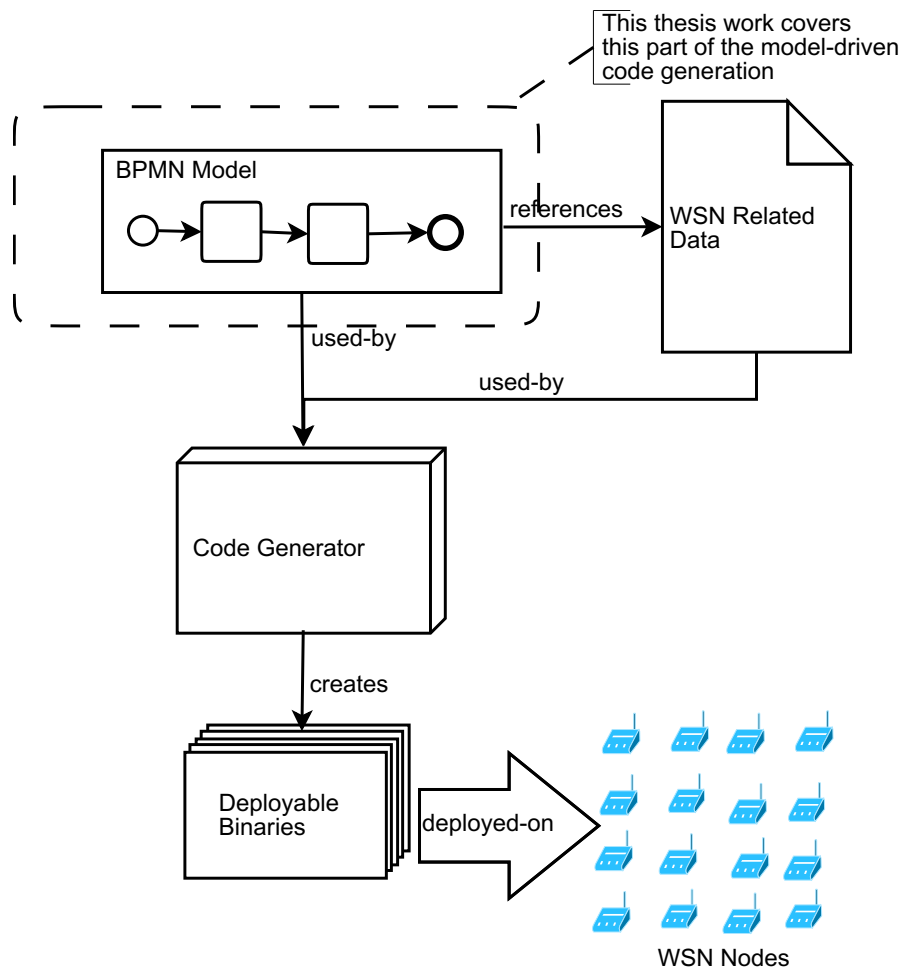 This thesis work covers
this part of the model-driven
code generation
BPMN Model
references
WSN Related
Data
used-by
used-by
Code Generator
creates
Deployable
Binaries
deployed-on
WSN Nodes